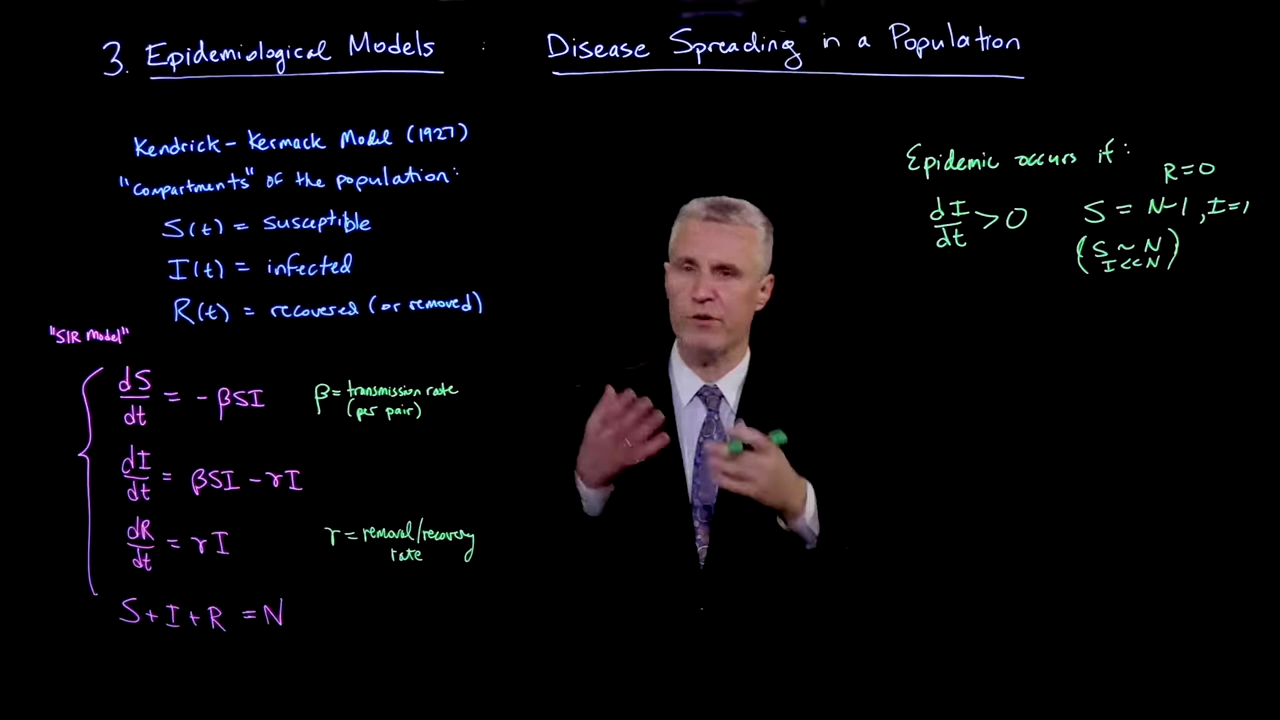 3. Epidemiological Models : Disease Spreading in a Population
Kendrick - Kermack Model (1927)
"compartments" of the population:
S(t) = susceptible
I(t) = infected
R(t) = recovered (or removed)
"SIR Model"
dS/dt = - βSI
β = transmission rate
(per pair)
dI/dt = βSI - γI
dR/dt = γI
γ = removal/recovery
rate
S + I + R = N
Epidemic occurs if:
R = 0
dI/dt > 0
S = N-1, I=1
(S ~ N
I << N)